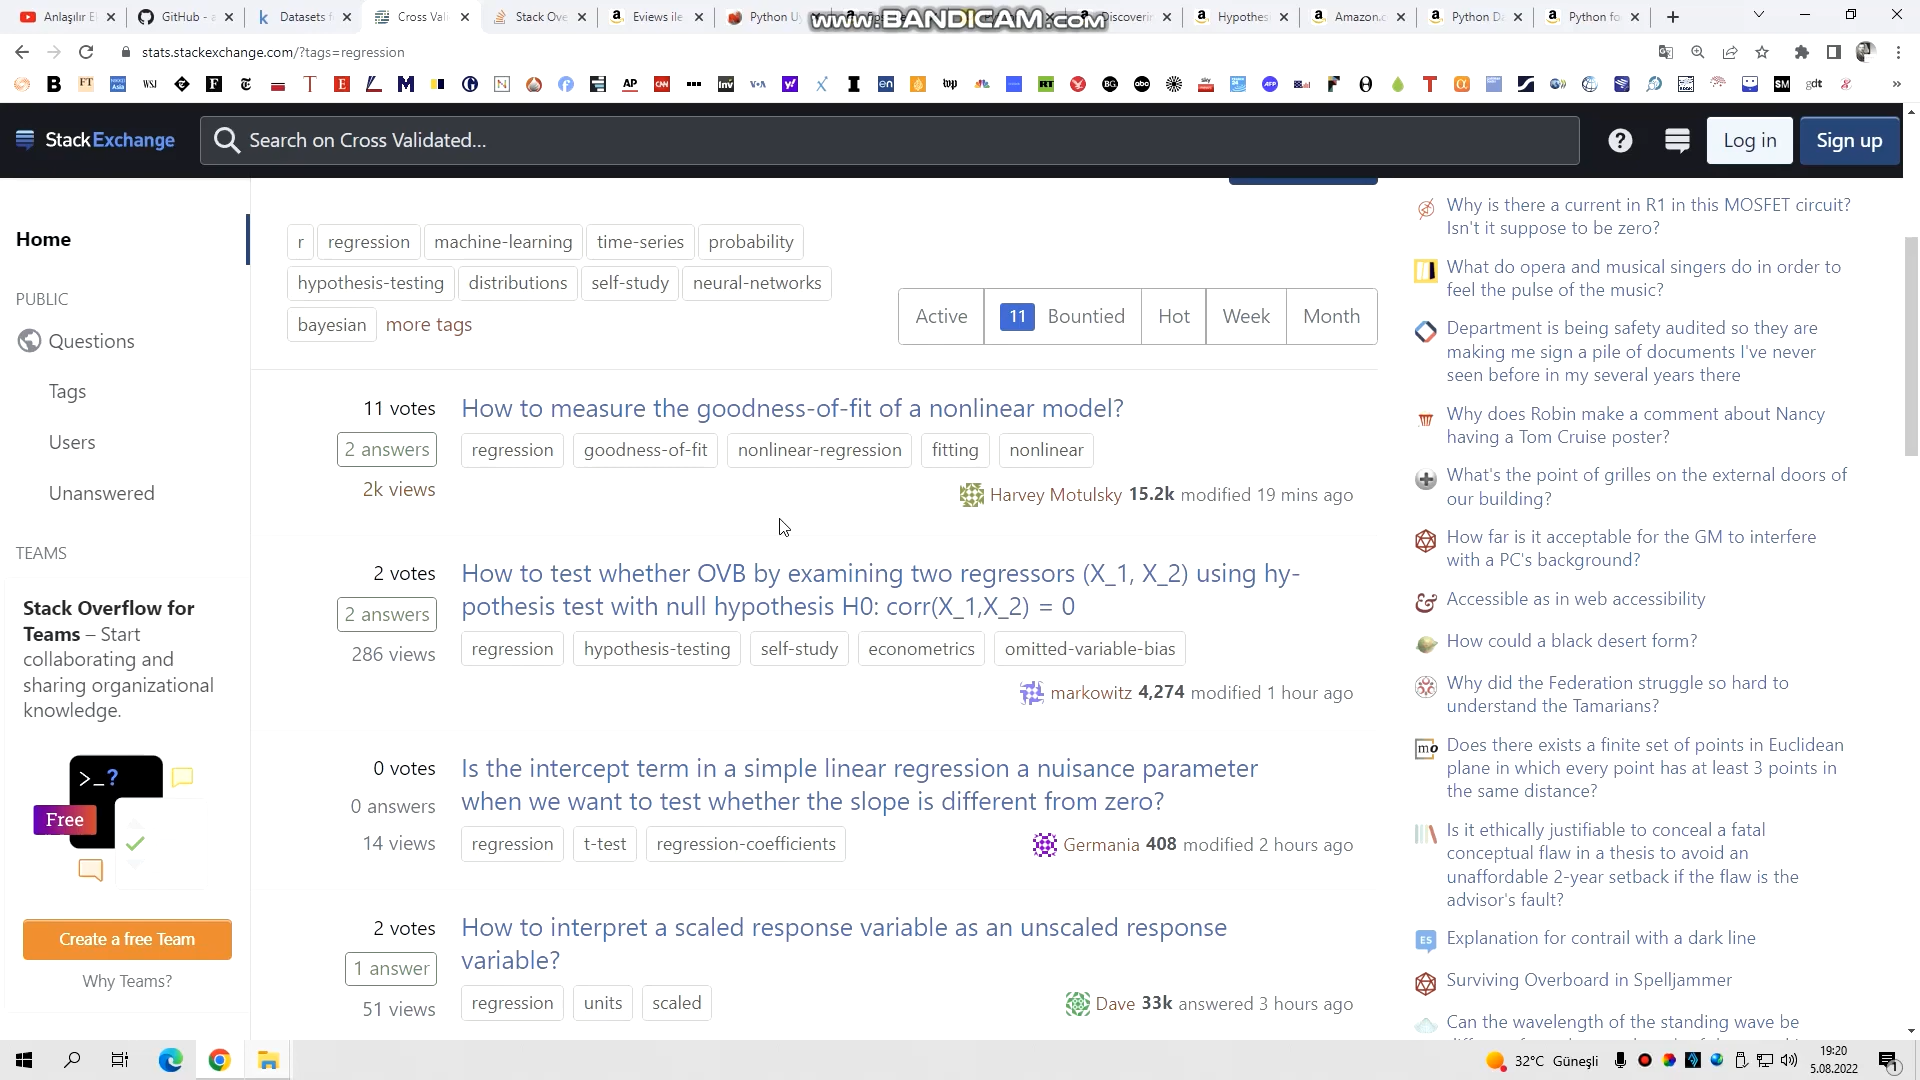 Anlaşılır E
GitHub - a
Datasets f
Cross Vali
Stack Ove
Eviews ile
Python U
www.BANDICAM.com
Discoverin
Hypothes
Amazon.c
Python D
Python fo
stats.stackexchange.com/?tags=regression
StackExchange
Search on Cross Validated...
Log in
Sign up
Home
PUBLIC
Questions
Tags
Users
Unanswered
TEAMS
Stack Overflow for
Teams – Start
collaborating and
sharing organizational
knowledge.
>_?
Free
Create a free Team
Why Teams?
r regression machine-learning time-series probability
hypothesis-testing distributions self-study neural-networks
bayesian more tags
Active 11 Bountied Hot Week Month
11 votes
2 answers
2k views
How to measure the goodness-of-fit of a nonlinear model?
regression goodness-of-fit nonlinear-regression fitting nonlinear
Harvey Motulsky 15.2k modified 19 mins ago
2 votes
2 answers
286 views
How to test whether OVB by examining two regressors (X_1, X_2) using hy-
pothesis test with null hypothesis H0: corr(X_1,X_2) = 0
regression hypothesis-testing self-study econometrics omitted-variable-bias
markowitz 4,274 modified 1 hour ago
0 votes
0 answers
14 views
Is the intercept term in a simple linear regression a nuisance parameter
when we want to test whether the slope is different from zero?
regression t-test regression-coefficients
Germania 408 modified 2 hours ago
2 votes
1 answer
51 views
How to interpret a scaled response variable as an unscaled response
variable?
regression units scaled
Dave 33k answered 3 hours ago
Why is there a current in R1 in this MOSFET circuit?
Isn't it suppose to be zero?
What do opera and musical singers do in order to
feel the pulse of the music?
Department is being safety audited so they are
making me sign a pile of documents I've never
seen before in my several years there
Why does Robin make a comment about Nancy
having a Tom Cruise poster?
What's the point of grilles on the external doors of
our building?
How far is it acceptable for the GM to interfere
with a PC's background?
Accessible as in web accessibility
How could a black desert form?
Why did the Federation struggle so hard to
understand the Tamarians?
Does there exists a finite set of points in Euclidean
plane in which every point has at least 3 points in
the same distance?
Is it ethically justifiable to conceal a fatal
conceptual flaw in a thesis to avoid an
unaffordable 2-year setback if the flaw is the
advisor's fault?
Explanation for contrail with a dark line
Surviving Overboard in Spelljammer
Can the wavelength of the standing wave be
32°C Güneşli
19:20
5.08.2022